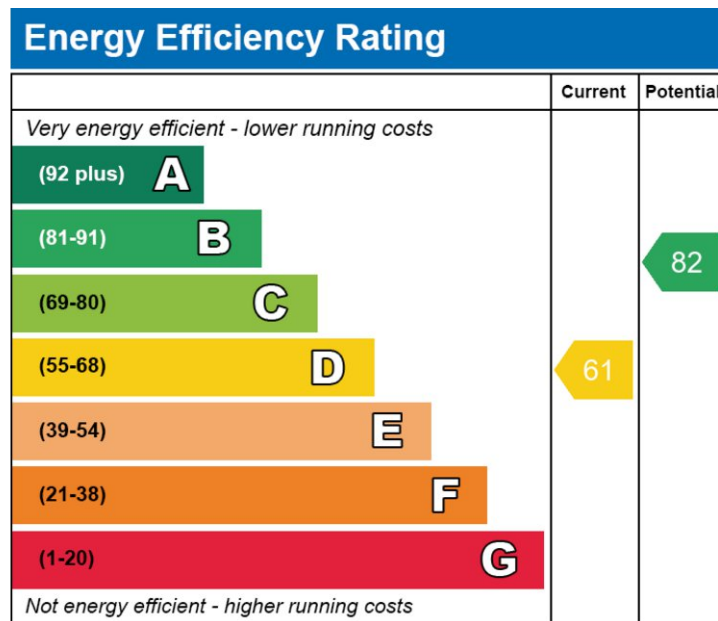 Energy Efficiency Rating
Current Potential
Very energy efficient - lower running costs
(92 plus) A
(81-91) B
82
(69-80) C
(55-68) D
61
(39-54) E
(21-38) F
(1-20) G
Not energy efficient - higher running costs